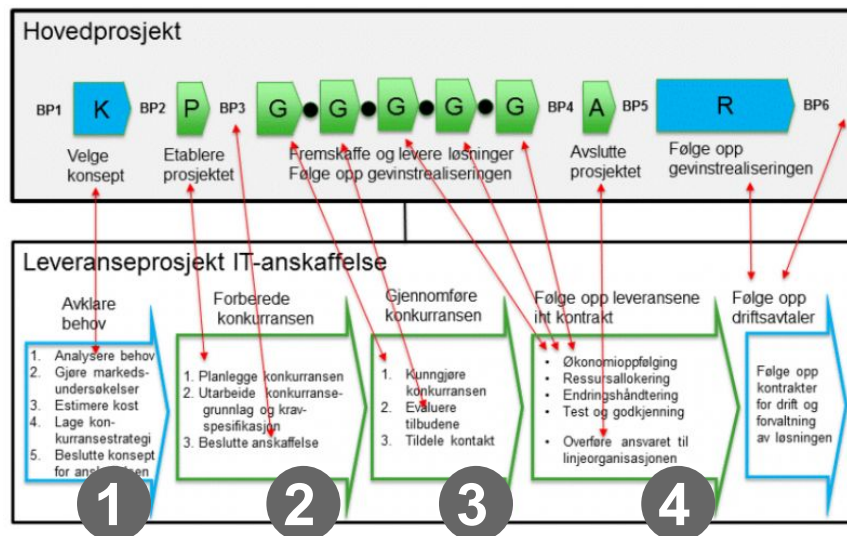 Hovedprosjekt
BP1 K BP2 P BP3 G G G G G BP4 A BP5 R BP6
Velge
konsept
Etablere
prosjektet
Fremskaffe og levere løsninger
Følge opp gevinstrealiseringen
Avslutte
prosjektet
Følge opp
gevinstrealiseringen
Leveranseprosjekt IT-anskaffelse
Avklare
behov
1. Analysere behov
2. Gjøre markeds-
undersøkelser
3. Estimere kost
4. Lage kon-
kurransestrategi
5. Beslutte konsept
for
1
Forberede
konkurransen
1. Planlegge konkurransen
2. Utarbeide konkurranse-
grunnlag og krav-
spesifikasjon
3. Beslutte anskaffelse
2
Gjennomføre
konkurransen
1. Kunngjøre
konkurransen
2. Evaluere
tilbudene
3. Tildele kontakt
3
Følge opp leveransene
iht kontrakt
• Økonomioppfølging
• Ressursallokering
• Endringshåndtering
• Test og godkjenning
• Overføre ansvaret til
linjeorganisasjonen
4
Følge opp
driftsavtaler
Følge opp
kontrakter
for drift og
forvaltning
av løsningen